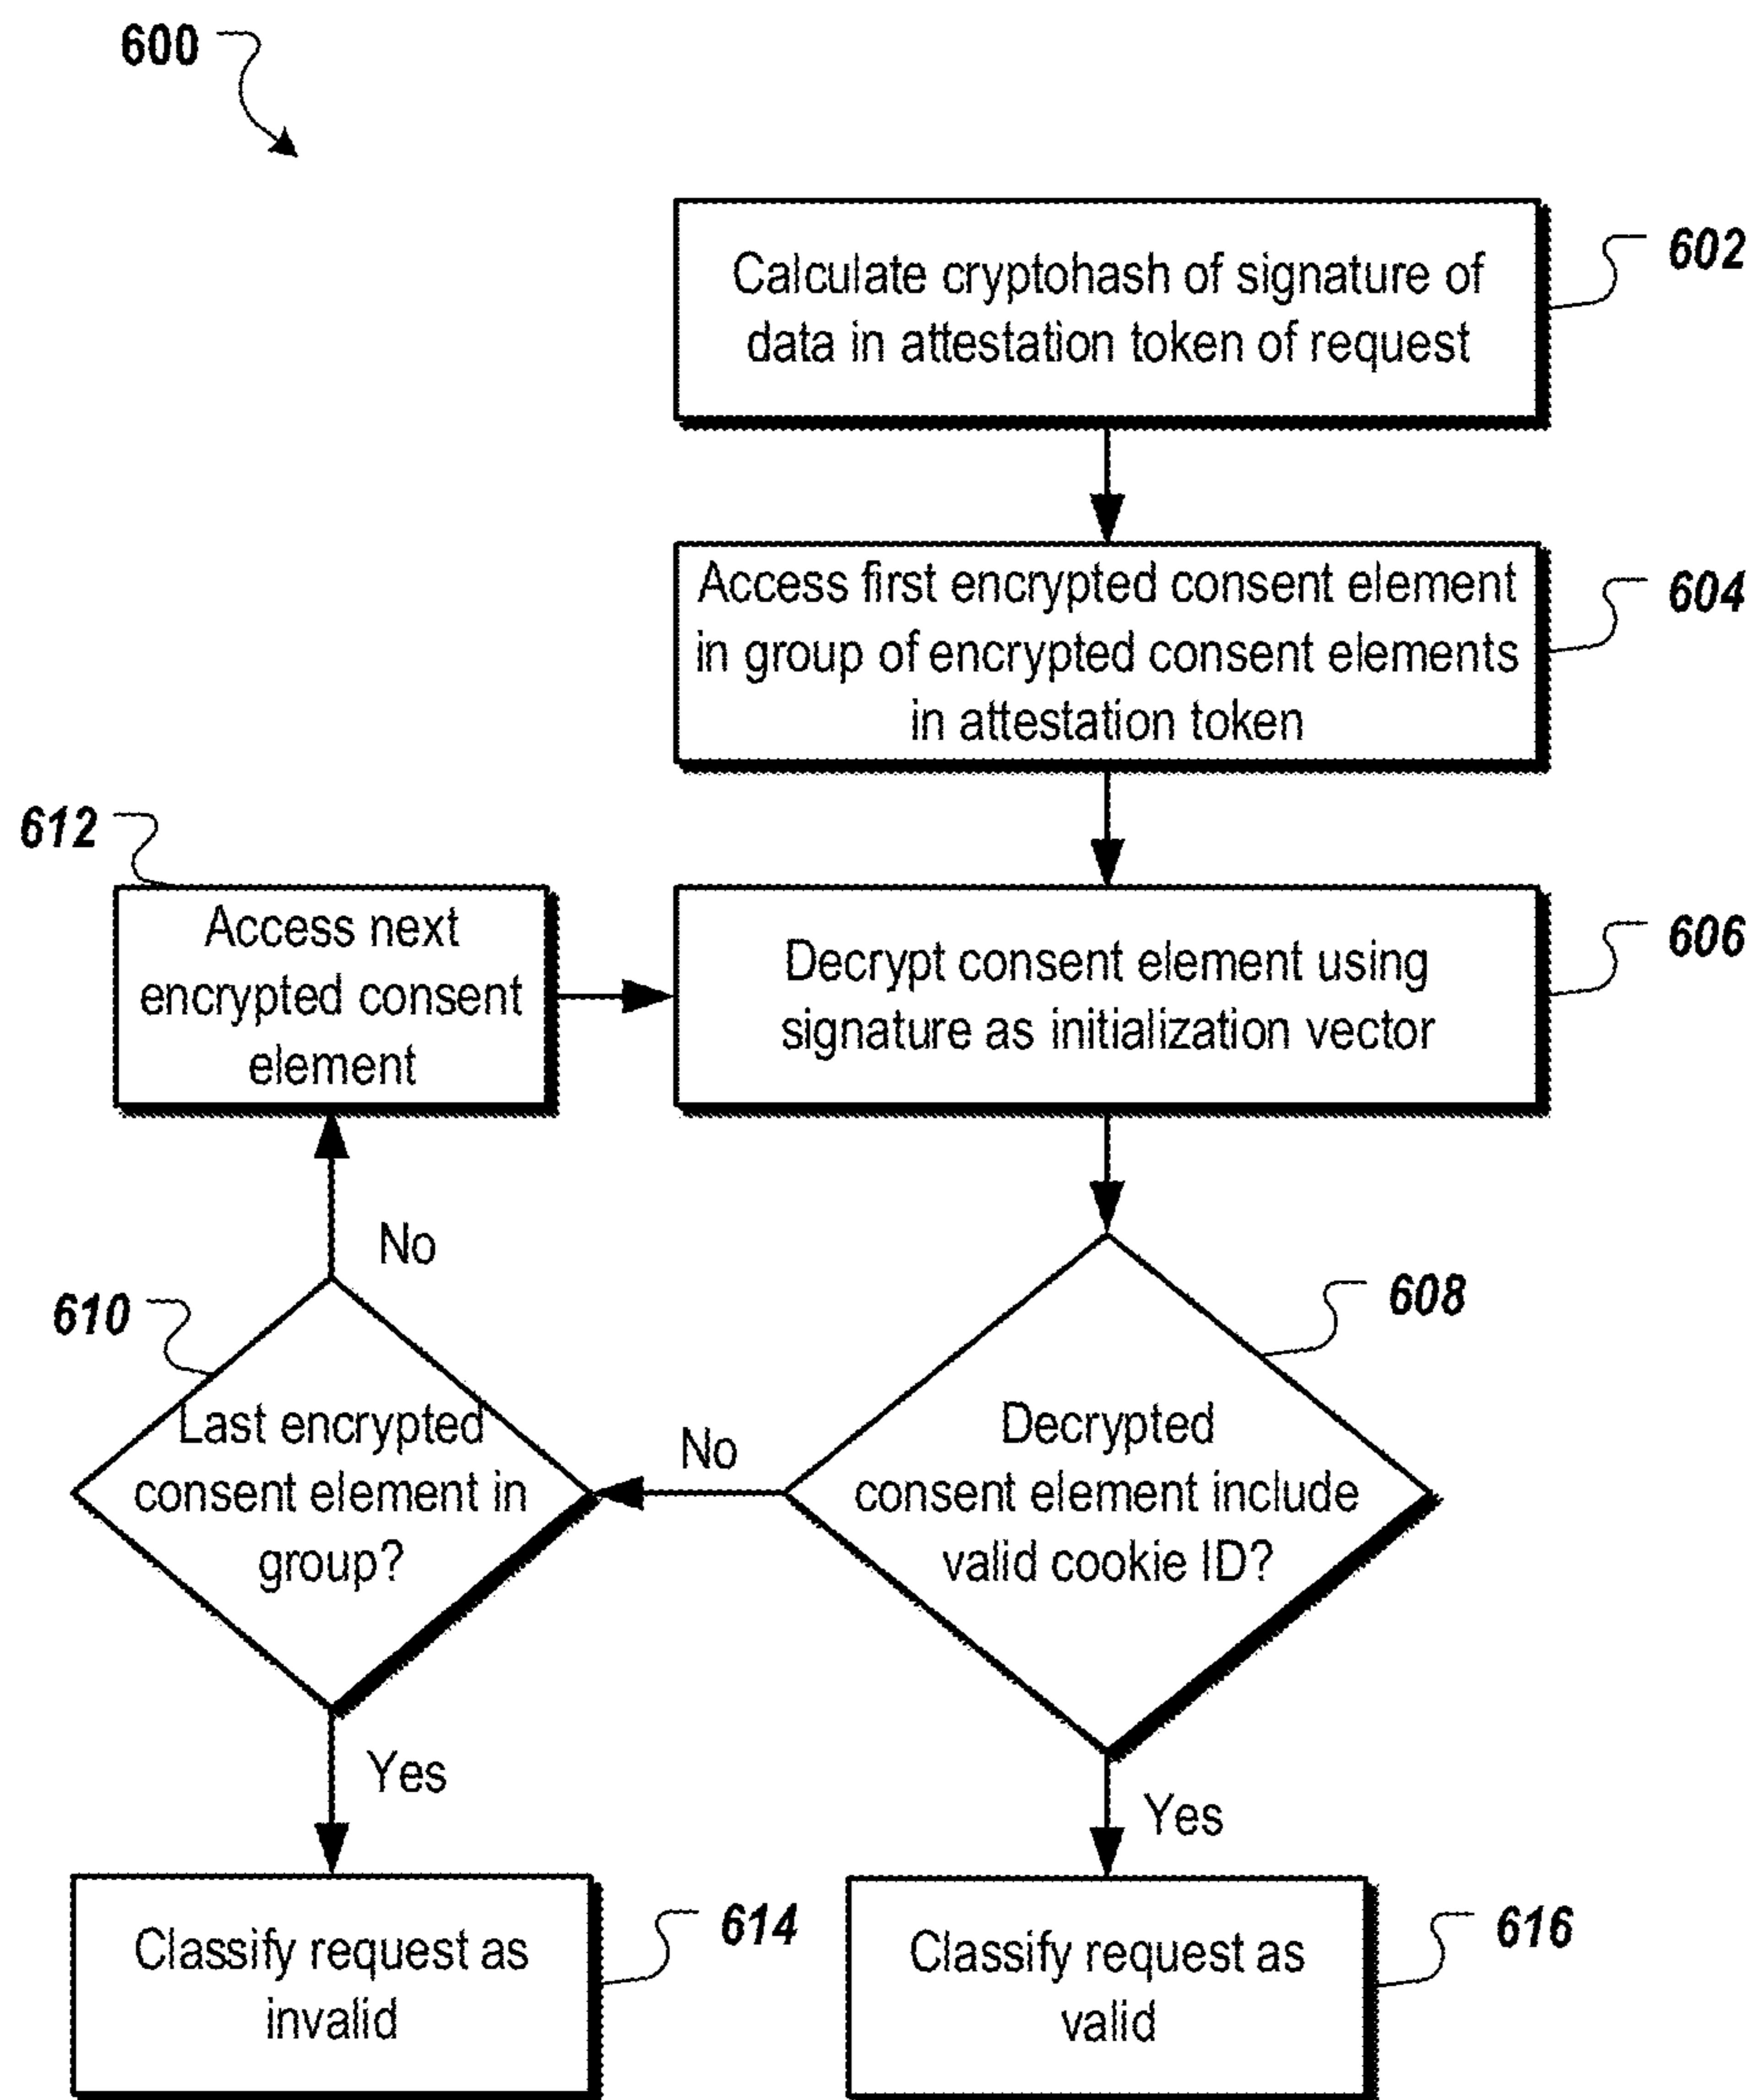 600
Calculate cryptohash of signature of
data in attestation token of request
602
Access first encrypted consent element
in group of encrypted consent elements
in attestation token
604
612
Access next
encrypted consent
element
Decrypt consent element using
signature as initialization vector
606
No
610
Last encrypted
consent element in
group?
No
Decrypted
consent element include
valid cookie ID?
608
Yes
Yes
Classify request as
invalid
614
Classify request as
valid
616